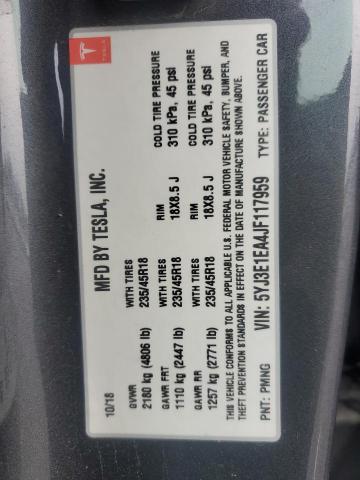 TESLA
10/18 MFD BY TESLA, INC.
GVWR WITH TIRES RIM COLD TIRE PRESSURE
2180 kg (4806 lb) 235/45R18 18X8.5 J 310 kPa, 45 psi
GAWR FRT WITH TIRES RIM COLD TIRE PRESSURE
1110 kg (2447 lb) 235/45R18 18X8.5 J 310 kPa, 45 psi
GAWR RR
1257 kg (2771 lb)
THIS VEHICLE CONFORMS TO ALL APPLICABLE U.S. FEDERAL MOTOR VEHICLE SAFETY, BUMPER, AND
THEFT PREVENTION STANDARDS IN EFFECT ON THE DATE OF MANUFACTURE SHOWN ABOVE.
PNT: PMNG VIN: 5YJ3E1EA4JF117959 TYPE: PASSENGER CAR